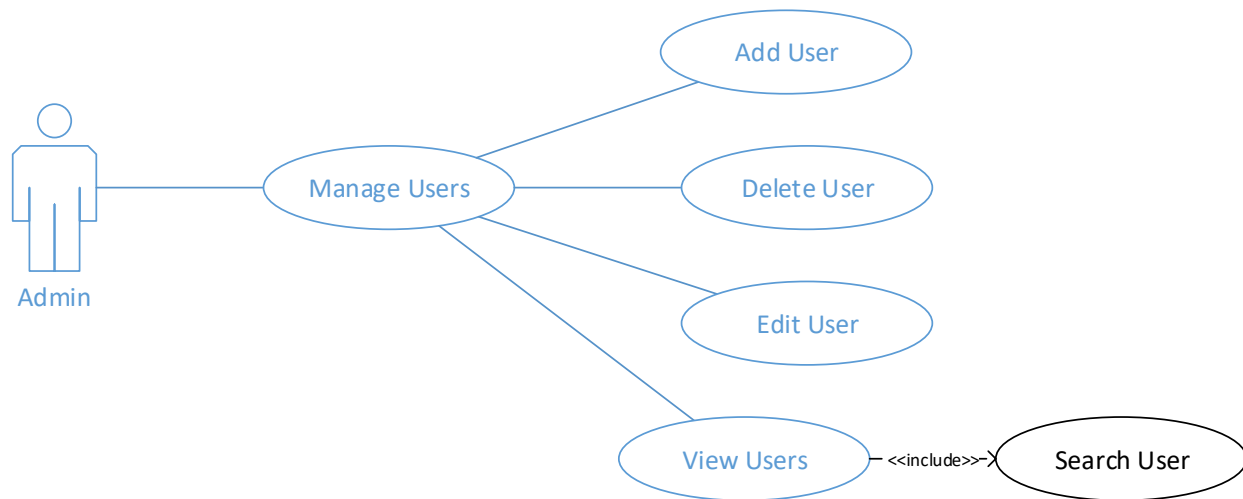 Add User
Manage Users
Delete User
Admin
Edit User
View Users
<<include>>
Search User